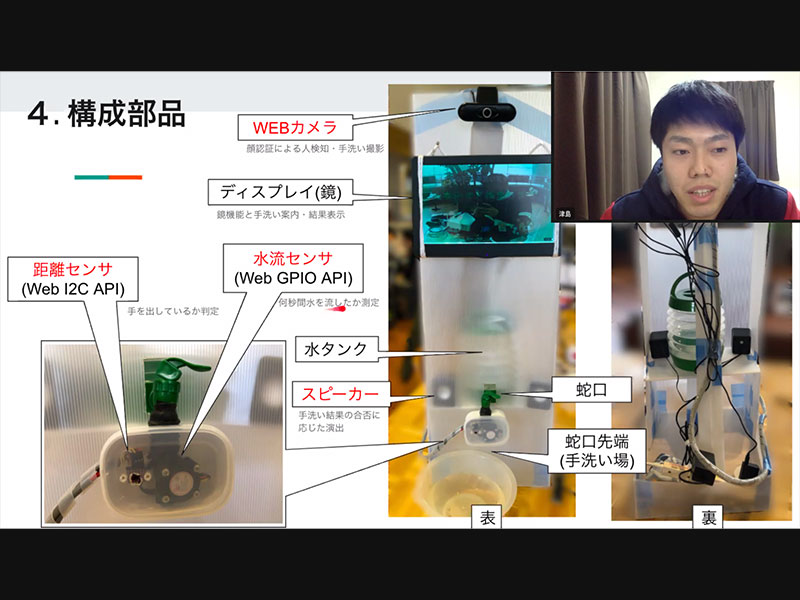 4. 構成部品
WEBカメラ
顔認証による人検知・手洗い撮影
ディスプレイ(鏡)
鏡機能と手洗い案内・結果表示
津島
距離センサ
(Web I2C API)
手を出しているか判定
水流センサ
(Web GPIO API)
何秒間水を流したか測定
水タンク
スピーカー
手洗い結果の合否に
応じた演出
蛇口
蛇口先端
(手洗い場)
表
裏